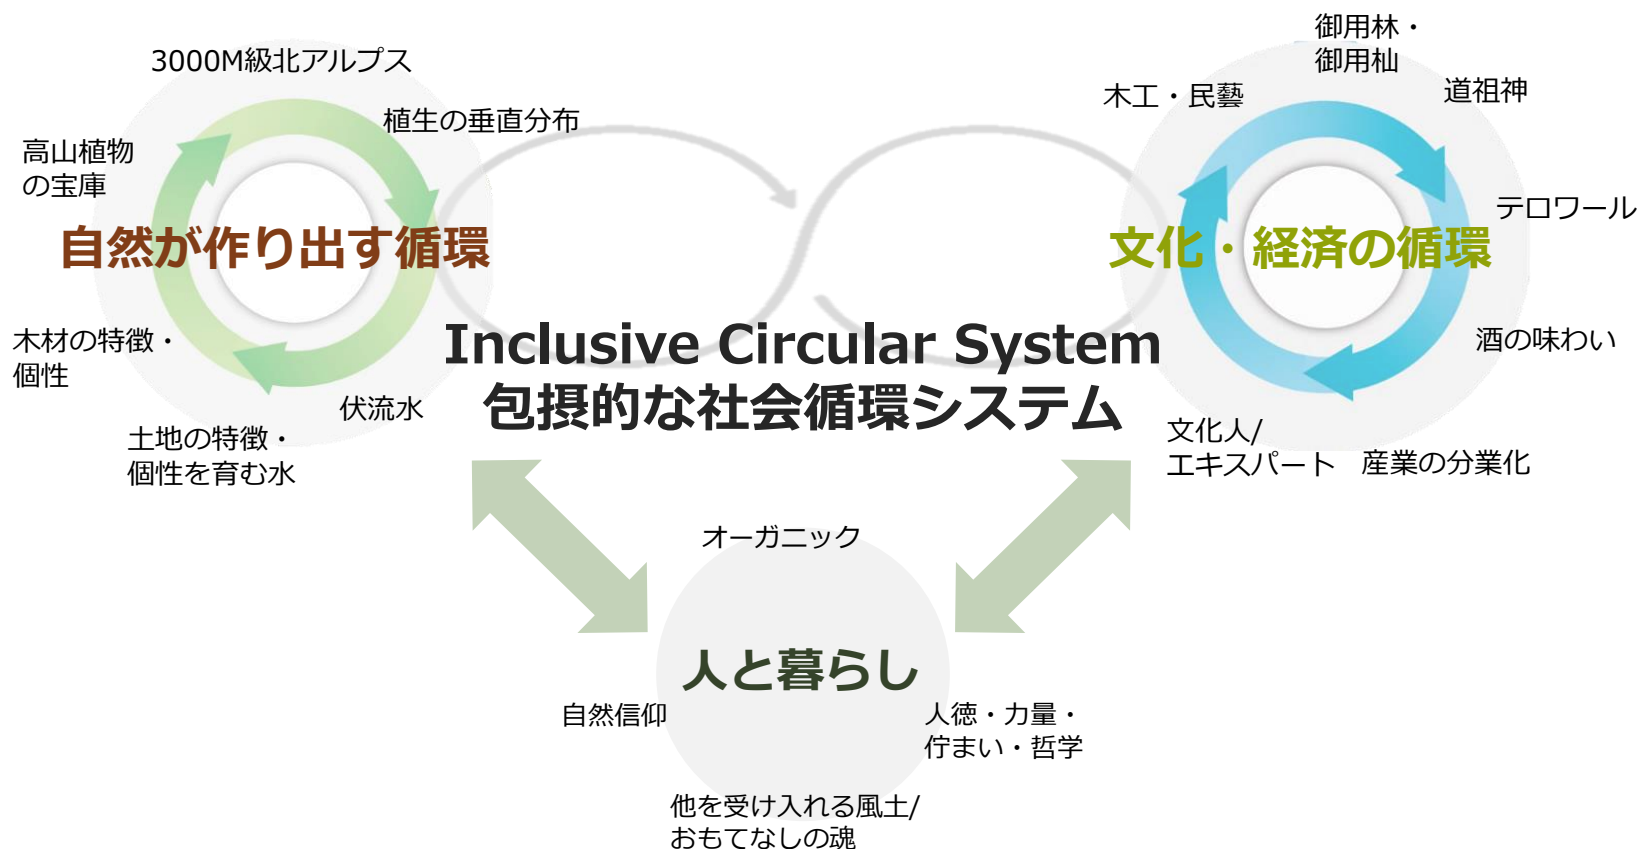 3000M級北アルプス
植生の垂直分布
高山植物
の宝庫
自然が作り出す循環
木材の特徴・
個性
伏流水
土地の特徴・
個性を育む水
御用林・
御用杣
木工・民藝
道祖神
テロワール
文化・経済の循環
酒の味わい
文化人/
エキスパート
産業の分業化
Inclusive Circular System
包摂的な社会循環システム
オーガニック
人と暮らし
自然信仰
人徳・力量・
佇まい・哲学
他を受け入れる風土/
おもてなしの魂